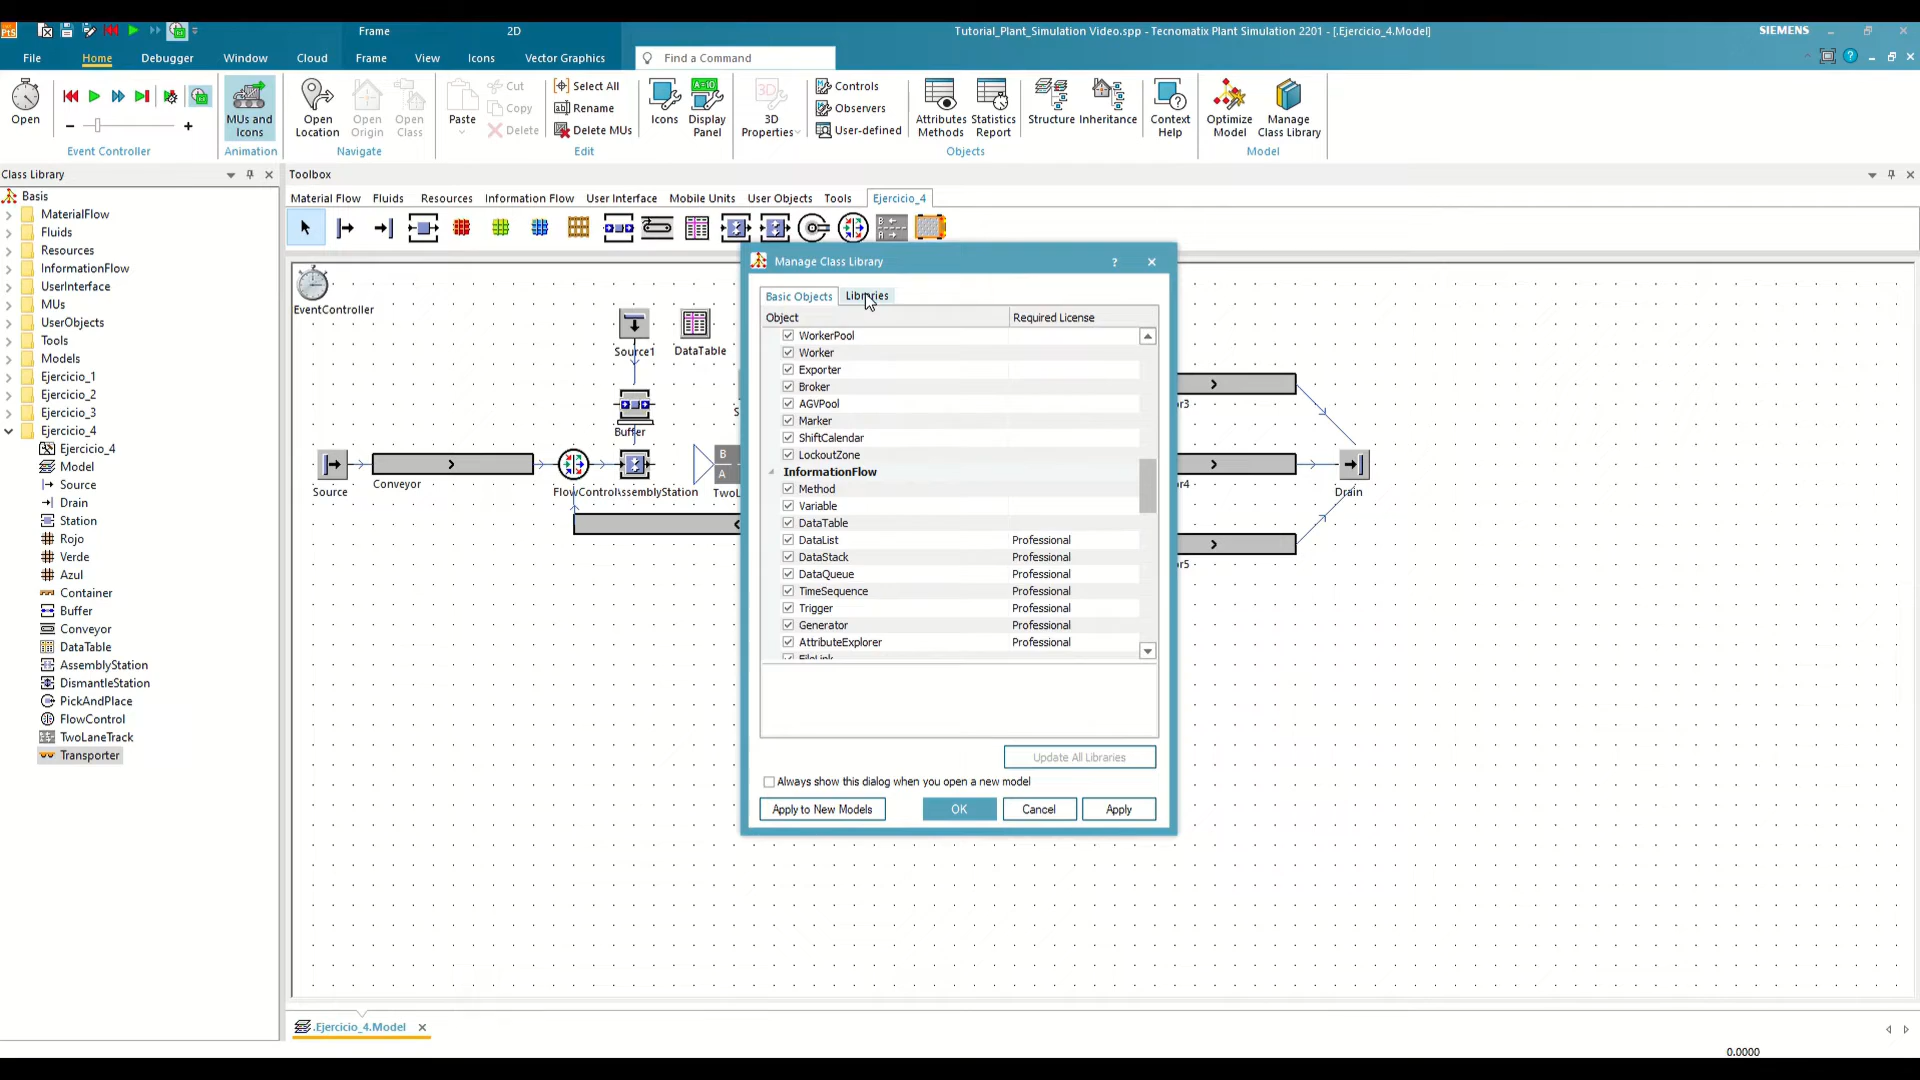 Frame
2D
Tutorial_Plant_Simulation Video.spp - Tecnomatix Plant Simulation 2201 - [.Ejercicio_4.Model]
SIEMENS
File
Home
Debugger
Window
Cloud
Frame
View
Icons
Vector Graphics
Find a Command
Open
Event Controller
MUs and Icons
Animation
Open Location
Open Origin
Open Class
Navigate
Paste
Cut
Copy
Delete
Select All
Rename
Delete MUs
Edit
Icons
Display Panel
3D Properties
Controls
Observers
User-defined
Attributes Methods
Statistics Report
Structure
Inheritance
Objects
Context Help
Optimize Model
Manage Class Library
Model
Class Library
Toolbox
Basis
MaterialFlow
Fluids
Resources
InformationFlow
UserInterface
MUs
UserObjects
Tools
Models
Ejercicio_1
Ejercicio_2
Ejercicio_3
Ejercicio_4
Ejercicio_4
Model
Source
Drain
Station
Rojo
Verde
Azul
Container
Buffer
Conveyor
DataTable
AssemblyStation
DismantleStation
PickAndPlace
FlowControl
TwoLaneTrack
Transporter
Material Flow
Fluids
Resources
Information Flow
User Interface
Mobile Units
User Objects
Tools
Ejercicio_4
EventController
Source1
DataTable
Buffer
Source
Conveyor
B
A
r3
r4
r5
Drain
Manage Class Library
?
Basic Objects
Libraries
Object
Required License
WorkerPool
Worker
Exporter
Broker
AGVPool
Marker
ShiftCalendar
LockoutZone
InformationFlow
Method
Variable
DataTable
DataList Professional
DataStack Professional
DataQueue Professional
TimeSequence Professional
Trigger Professional
Generator Professional
AttributeExplorer Professional
FileLink
Update All Libraries
Always show this dialog when you open a new model
Apply to New Models
OK
Cancel
Apply
.Ejercicio_4.Model
0.0000